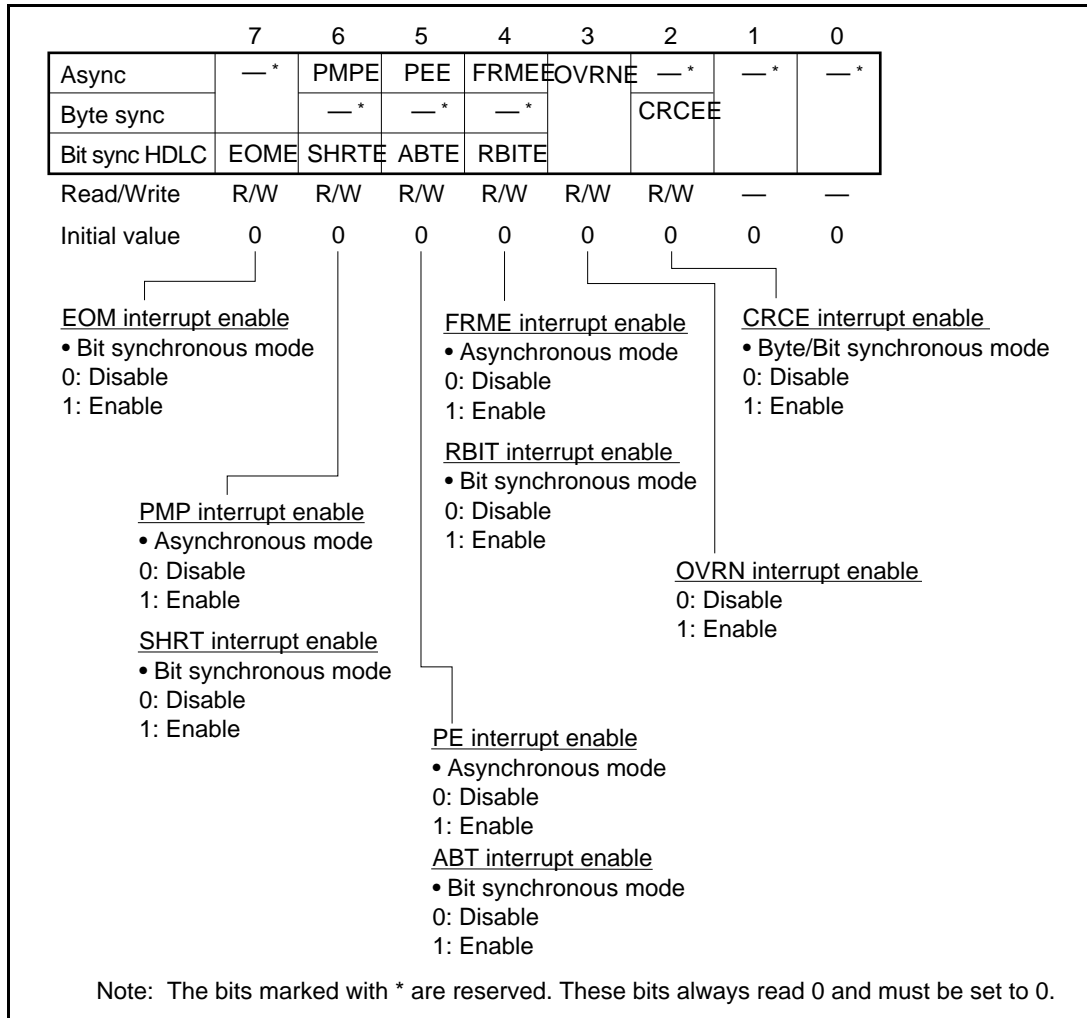 7 6 5 4 3 2 1 0
Async —* PMPE PEE FRMEE OVRNE —* —* —*
Byte sync —* —* —* CRCEE
Bit sync HDLC EOME SHRTE ABTE RBITE
Read/Write R/W R/W R/W R/W R/W R/W — —
Initial value 0 0 0 0 0 0 0 0
EOM interrupt enable
• Bit synchronous mode
0: Disable
1: Enable
PMP interrupt enable
• Asynchronous mode
0: Disable
1: Enable
SHRT interrupt enable
• Bit synchronous mode
0: Disable
1: Enable
FRME interrupt enable
• Asynchronous mode
0: Disable
1: Enable
RBIT interrupt enable
• Bit synchronous mode
0: Disable
1: Enable
CRCE interrupt enable
• Byte/Bit synchronous mode
0: Disable
1: Enable
OVRN interrupt enable
0: Disable
1: Enable
PE interrupt enable
• Asynchronous mode
0: Disable
1: Enable
ABT interrupt enable
• Bit synchronous mode
0: Disable
1: Enable
Note: The bits marked with * are reserved. These bits always read 0 and must be set to 0.